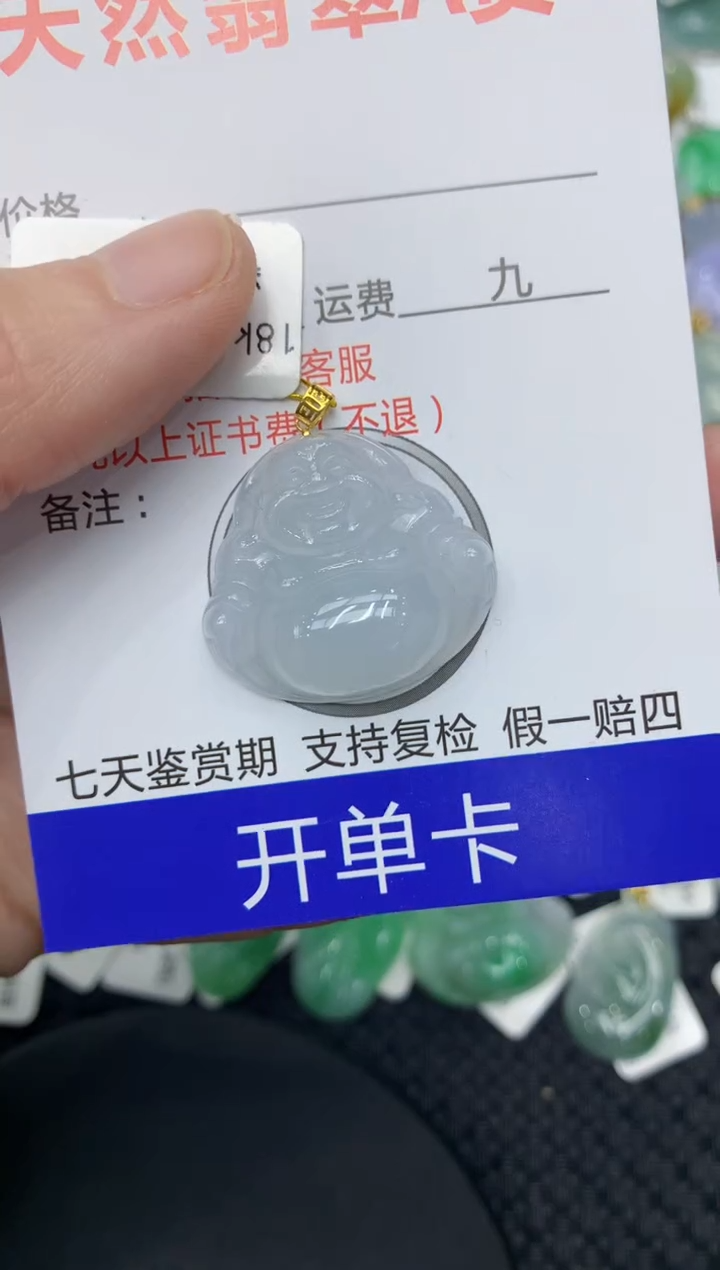 天然翡翠A货
价格
运费 九
18k
客服
以上证书费（不退）
备注：
七天鉴赏期 支持复检 假一赔四
开单卡